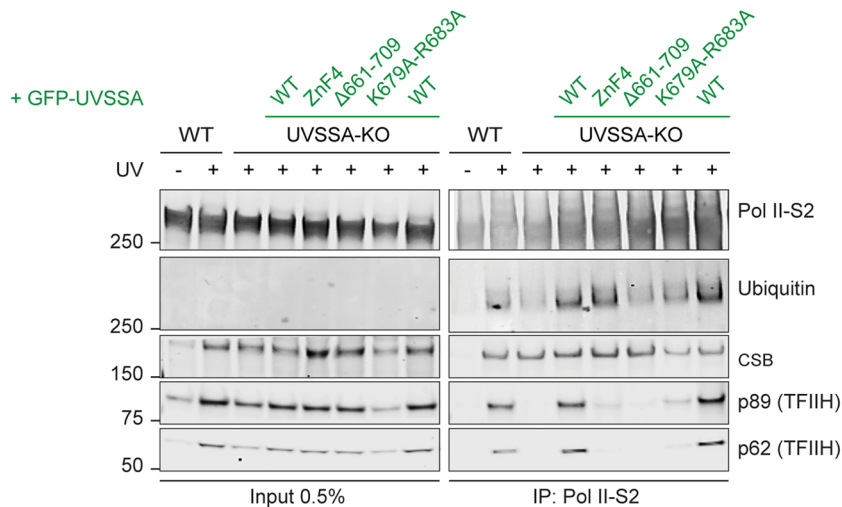 WT ZnF4 Δ661-709 K679A-R683A WT WT ZnF4 Δ661-709 K679A-R683A WT
+ GFP-UVSSA
WT UVSSA-KO WT UVSSA-KO
UV - + + + + + + + - + + + + + + +
250 Pol II-S2
Ubiquitin
250
CSB
150
p89 (TFIIH)
75
p62 (TFIIH)
50
Input 0.5% IP: Pol II-S2